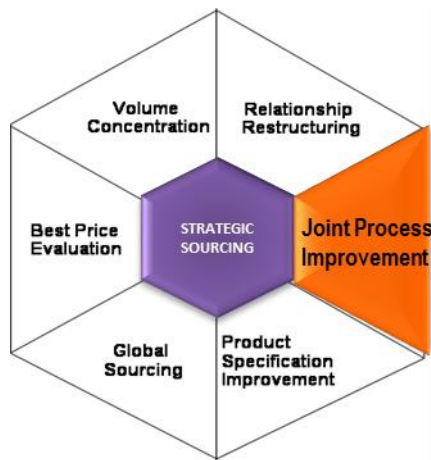 Volume
Concentration
Relationship
Restructuring
Best Price
Evaluation
STRATEGIC
SOURCING
Joint Process
Improvement
Global
Sourcing
Product
Specification
Improvement